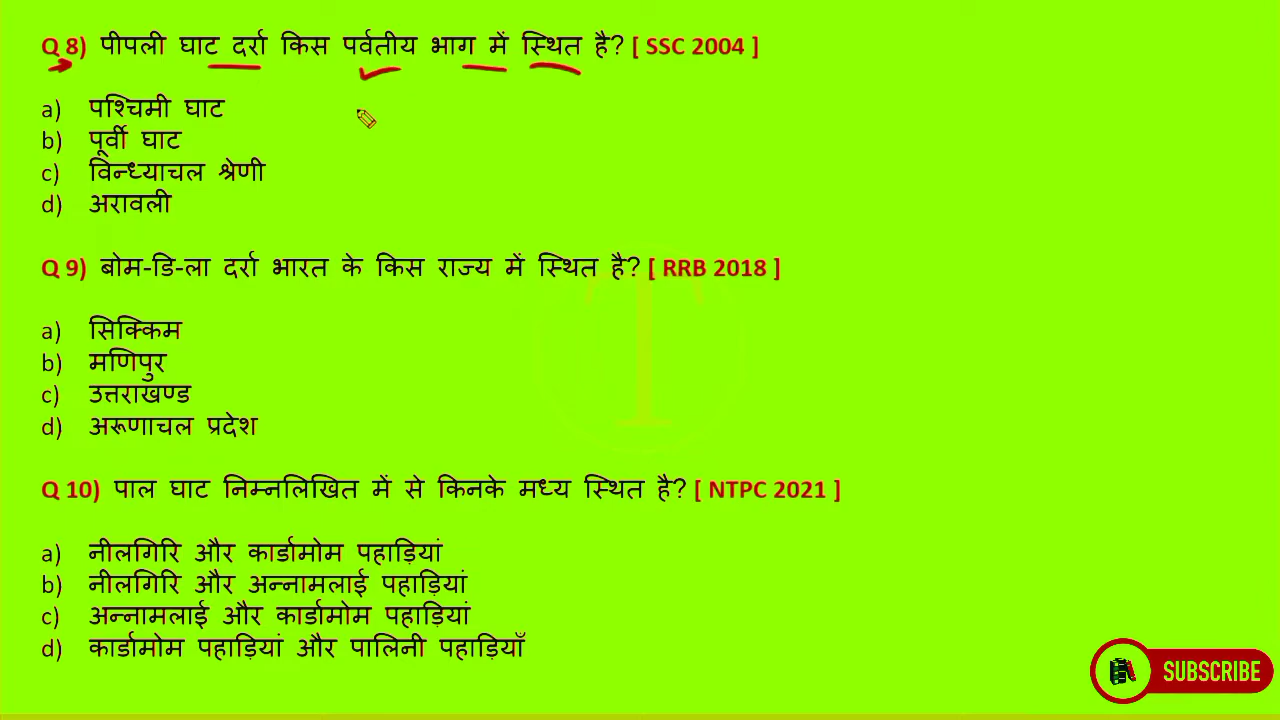 Q 8) पीपली घाट दर्रा किस पर्वतीय भाग में स्थित है? [ SSC 2004 ]
a) पश्चिमी घाट
b) पूर्वी घाट
c) विन्ध्याचल श्रेणी
d) अरावली
Q 9) बोम-डि-ला दर्रा भारत के किस राज्य में स्थित है? [ RRB 2018 ]
a) सिक्किम
b) मणिपुर
c) उत्तराखण्ड
d) अरूणाचल प्रदेश
Q 10) पाल घाट निम्नलिखित में से किनके मध्य स्थित है? [ NTPC 2021 ]
a) नीलगिरि और कार्डामोम पहाड़ियां
b) नीलगिरि और अन्नामलाई पहाड़ियां
c) अन्नामलाई और कार्डामोम पहाड़ियां
d) कार्डामोम पहाड़ियां और पालिनी पहाड़ियाँ
T
SUBSCRIBE